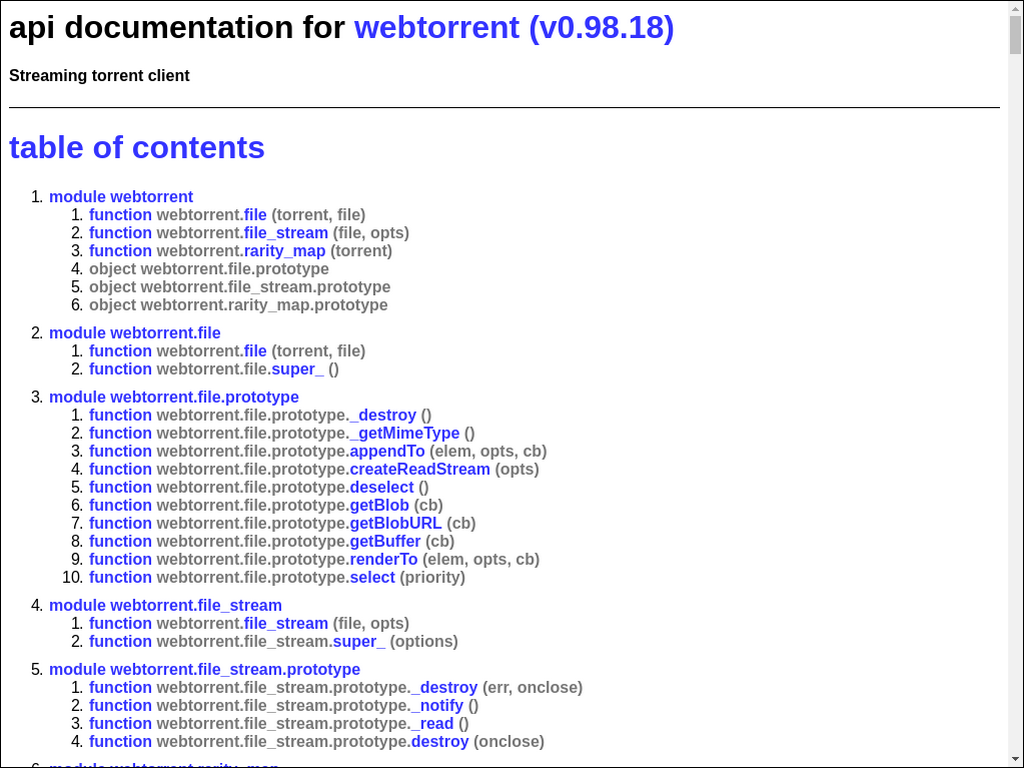 api documentation for webtorrent (v0.98.18)
Streaming torrent client
table of contents
1. module webtorrent
1. function webtorrent.file (torrent, file)
2. function webtorrent.file_stream (file, opts)
3. function webtorrent.rarity_map (torrent)
4. object webtorrent.file.prototype
5. object webtorrent.file_stream.prototype
6. object webtorrent.rarity_map.prototype
2. module webtorrent.file
1. function webtorrent.file (torrent, file)
2. function webtorrent.file.super_ ()
3. module webtorrent.file.prototype
1. function webtorrent.file.prototype._destroy ()
2. function webtorrent.file.prototype._getMimeType ()
3. function webtorrent.file.prototype.appendTo (elem, opts, cb)
4. function webtorrent.file.prototype.createReadStream (opts)
5. function webtorrent.file.prototype.deselect ()
6. function webtorrent.file.prototype.getBlob (cb)
7. function webtorrent.file.prototype.getBlobURL (cb)
8. function webtorrent.file.prototype.getBuffer (cb)
9. function webtorrent.file.prototype.renderTo (elem, opts, cb)
10. function webtorrent.file.prototype.select (priority)
4. module webtorrent.file_stream
1. function webtorrent.file_stream (file, opts)
2. function webtorrent.file_stream.super_ (options)
5. module webtorrent.file_stream.prototype
1. function webtorrent.file_stream.prototype._destroy (err, onclose)
2. function webtorrent.file_stream.prototype._notify ()
3. function webtorrent.file_stream.prototype._read ()
4. function webtorrent.file_stream.prototype.destroy (onclose)
6. module webtorrent.rarity_map